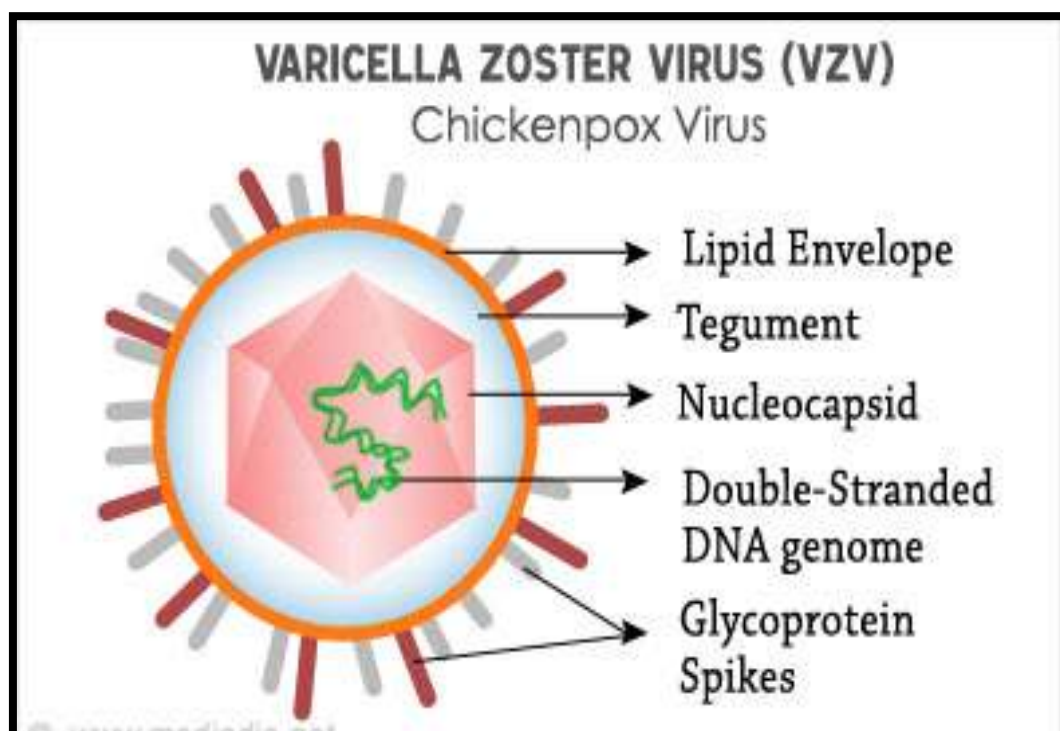 VARICELLA ZOSTER VIRUS (VZV)
Chickenpox Virus
Lipid Envelope
Tegument
Nucleocapsid
Double-Stranded
DNA genome
Glycoprotein
Spikes